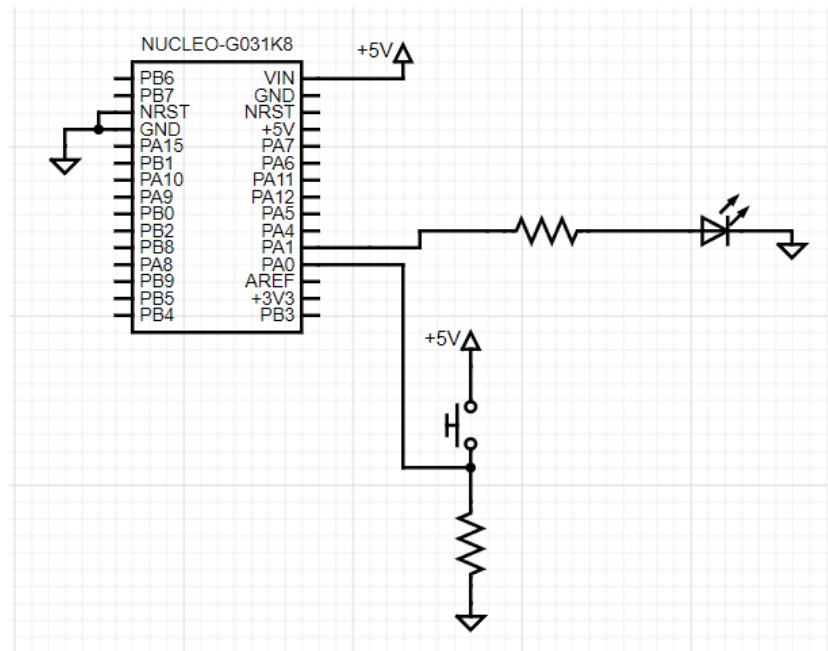 NUCLEO-G031K8
+5V
PB6 VIN
PB7 GND
NRST NRST
GND +5V
PA15 PA7
PB1 PA6
PA10 PA11
PA9 PA12
PB0 PA5
PB2 PA4
PB8 PA1
PA8 PA0
PB9 AREF
PB5 +3V3
PB4 PB3
+5V